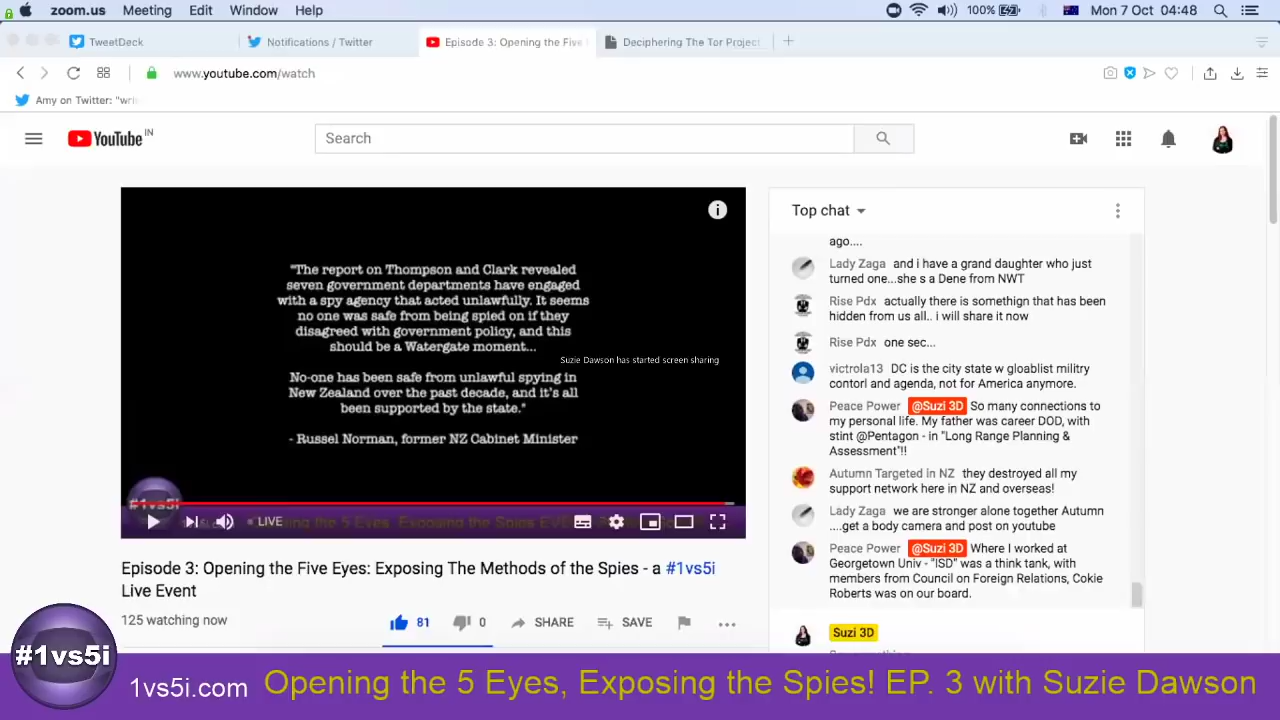 zoom.us Meeting Edit Window Help 100% Mon 7 Oct 04:48
TweetDeck Notifications / Twitter Episode 3: Opening the Five Deciphering The Tor Project
www.youtube.com/watch
Amy on Twitter: "wri
YouTube IN
Search
"The report on Thompson and Clark revealed
seven government departments have engaged
with a spy agency that acted unlawfully. It seems
no one was safe from being spied on if they
disagreed with government policy, and this
should be a Watergate moment...
Suzie Dawson has started screen sharing
No-one has been safe from unlawful spying in
New Zealand over the past decade, and it's all
been supported by the state."
- Russel Norman, former NZ Cabinet Minister
#1vs5i
LIVE
Top chat
ago....
Lady Zaga and i have a grand daughter who just
turned one...she s a Dene from NWT
Rise Pdx actually there is somethign that has been
hidden from us all.. i will share it now
Rise Pdx one sec...
victrola13 DC is the city state w gloablist militry
contorl and agenda, not for America anymore.
Peace Power @Suzi 3D So many connections to
my personal life. My father was career DOD, with
stint @Pentagon - in "Long Range Planning &
Assessment"!!
Autumn Targeted in NZ they destroyed all my
support network here in NZ and overseas!
Lady Zaga we are stronger alone together Autumn
....get a body camera and post on youtube
Peace Power @Suzi 3D Where I worked at
Georgetown Univ - "ISD" was a think tank, with
members from Council on Foreign Relations, Cokie
Roberts was on our board.
Suzi 3D
Episode 3: Opening the Five Eyes: Exposing The Methods of the Spies - a #1vs5i
Live Event
125 watching now
81 0 SHARE SAVE
#1vs5i
1vs5i.com Opening the 5 Eyes, Exposing the Spies! EP. 3 with Suzie Dawson